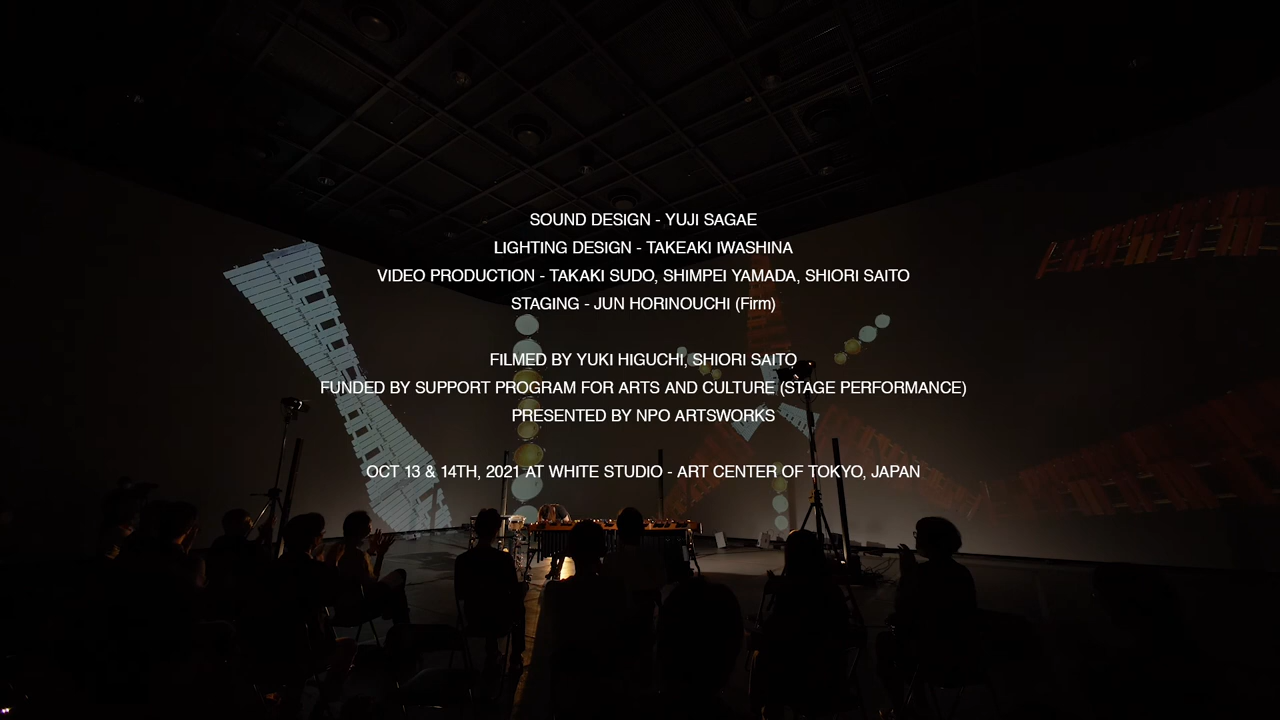 SOUND DESIGN - YUJI SAGAE
LIGHTING DESIGN - TAKEAKI IWASHINA
VIDEO PRODUCTION - TAKAKI SUDO, SHIMPEI YAMADA, SHIORI SAITO
STAGING - JUN HORINOUCHI (Firm)
FILMED BY YUKI HIGUCHI, SHIORI SAITO
FUNDED BY SUPPORT PROGRAM FOR ARTS AND CULTURE (STAGE PERFORMANCE)
PRESENTED BY NPO ARTSWORKS
OCT 13 & 14TH, 2021 AT WHITE STUDIO - ART CENTER OF TOKYO, JAPAN